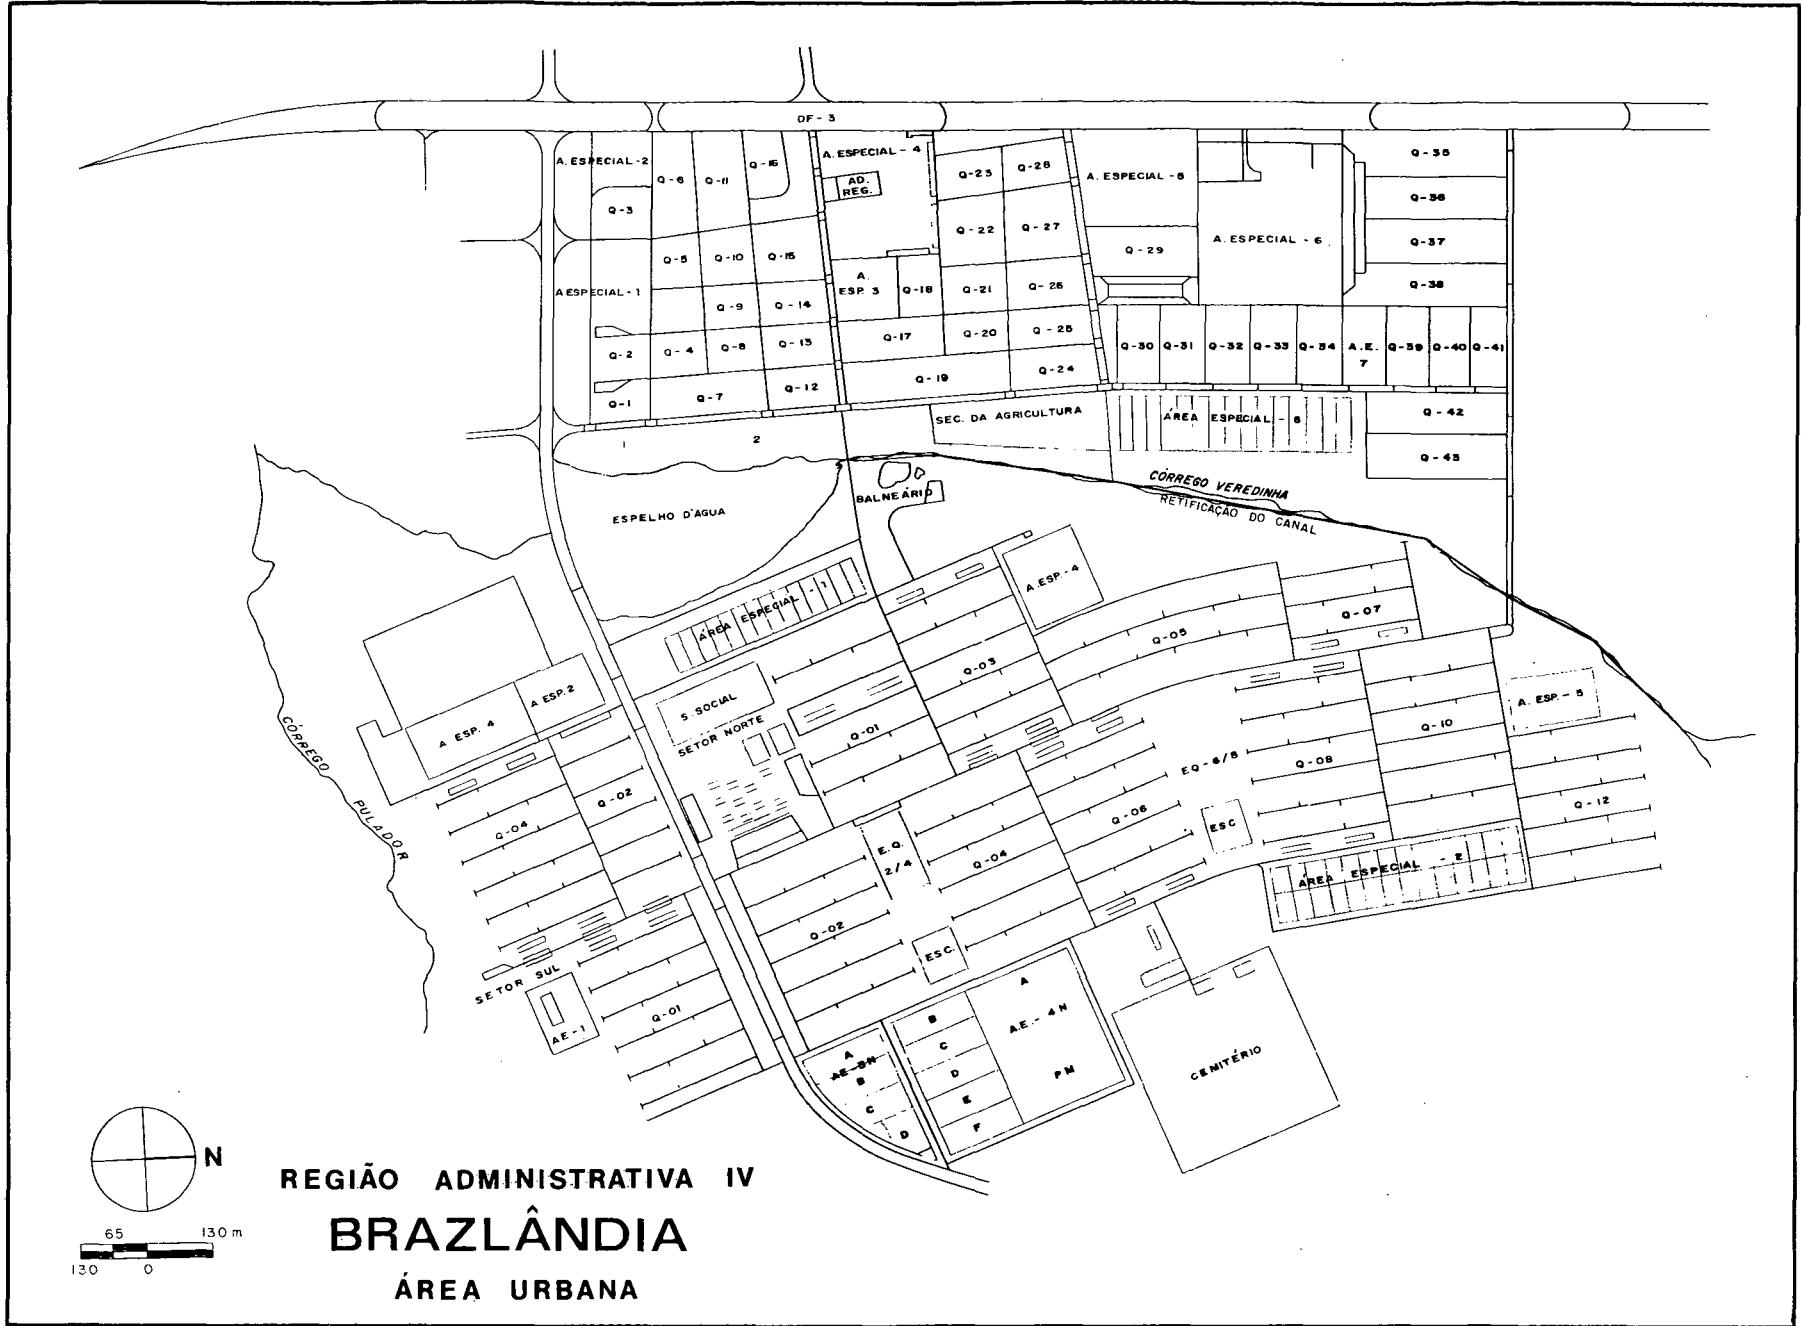 DF - 3
A. ESPECIAL - 2
Q - 6
Q - 11
Q - 16
A. ESPECIAL - 4
AD.
REG.
Q - 23
Q - 28
A. ESPECIAL - 5
Q - 35
Q - 36
Q - 3
Q - 5
Q - 10
Q - 15
Q - 22
Q - 27
Q - 29
A. ESPECIAL - 6
Q - 37
Q - 38
A ESPECIAL - 1
Q - 9
Q - 14
A.
ESP. 3
Q - 18
Q - 21
Q - 26
Q - 2
Q - 4
Q - 8
Q - 13
Q - 17
Q - 20
Q - 25
Q - 30
Q - 31
Q - 32
Q - 33
Q - 34
A. E.
7
Q - 39
Q - 40
Q - 41
Q - 1
Q - 7
Q - 12
Q - 19
Q - 24
1
2
SEC. DA AGRICULTURA
ÁREA ESPECIAL - 8
Q - 42
Q - 43
ESPELHO D'AGUA
BALNEÁRIO
CÓRREGO VEREDINHA
RETIFICAÇÃO DO CANAL
ÁREA ESPECIAL - 1
A. ESP. - 4
Q - 03
Q - 05
Q - 07
A ESP. 4
A ESP. 2
S. SOCIAL
SETOR NORTE
Q - 01
EQ - 6/8
Q - 08
Q - 10
A. ESP. - 5
CÓRREGO PULADOR
Q - 04
Q - 02
E.Q.
2/4
Q - 04
Q - 06
ESC
Q - 12
ÁREA ESPECIAL - 2
Q - 02
ESC.
SETOR SUL
AE - 1
Q - 01
A
B
C
D
B
C
D
E
F
A
A.E. - 4 N
PM
CEMITÉRIO
N
65
130 m
130
0
REGIÃO ADMINISTRATIVA IV
BRAZLÂNDIA
ÁREA URBANA